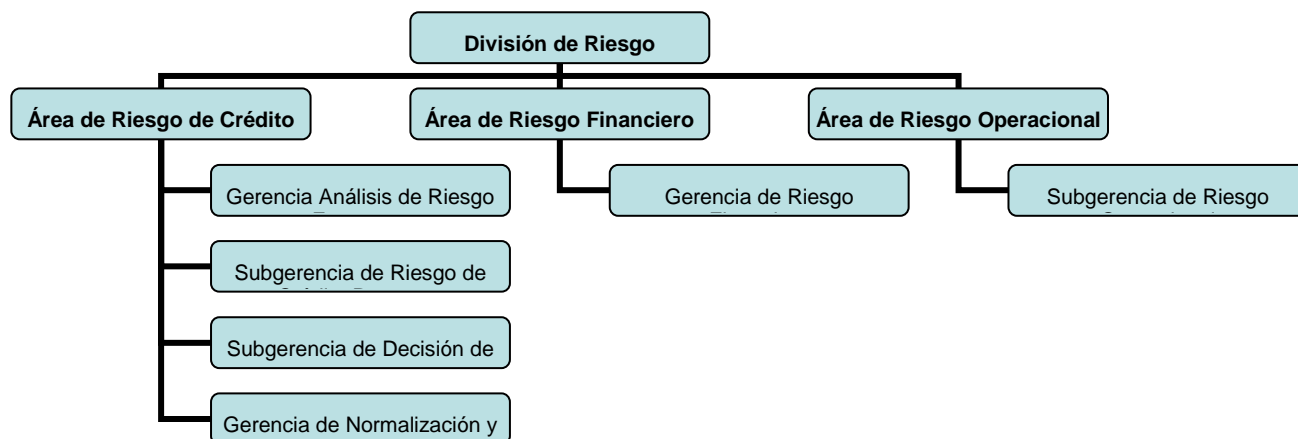 División de Riesgo
Área de Riesgo de Crédito
Área de Riesgo Financiero
Área de Riesgo Operacional
Gerencia Análisis de Riesgo
Gerencia de Riesgo
Subgerencia de Riesgo
Subgerencia de Riesgo de
Subgerencia de Decisión de
Gerencia de Normalización y